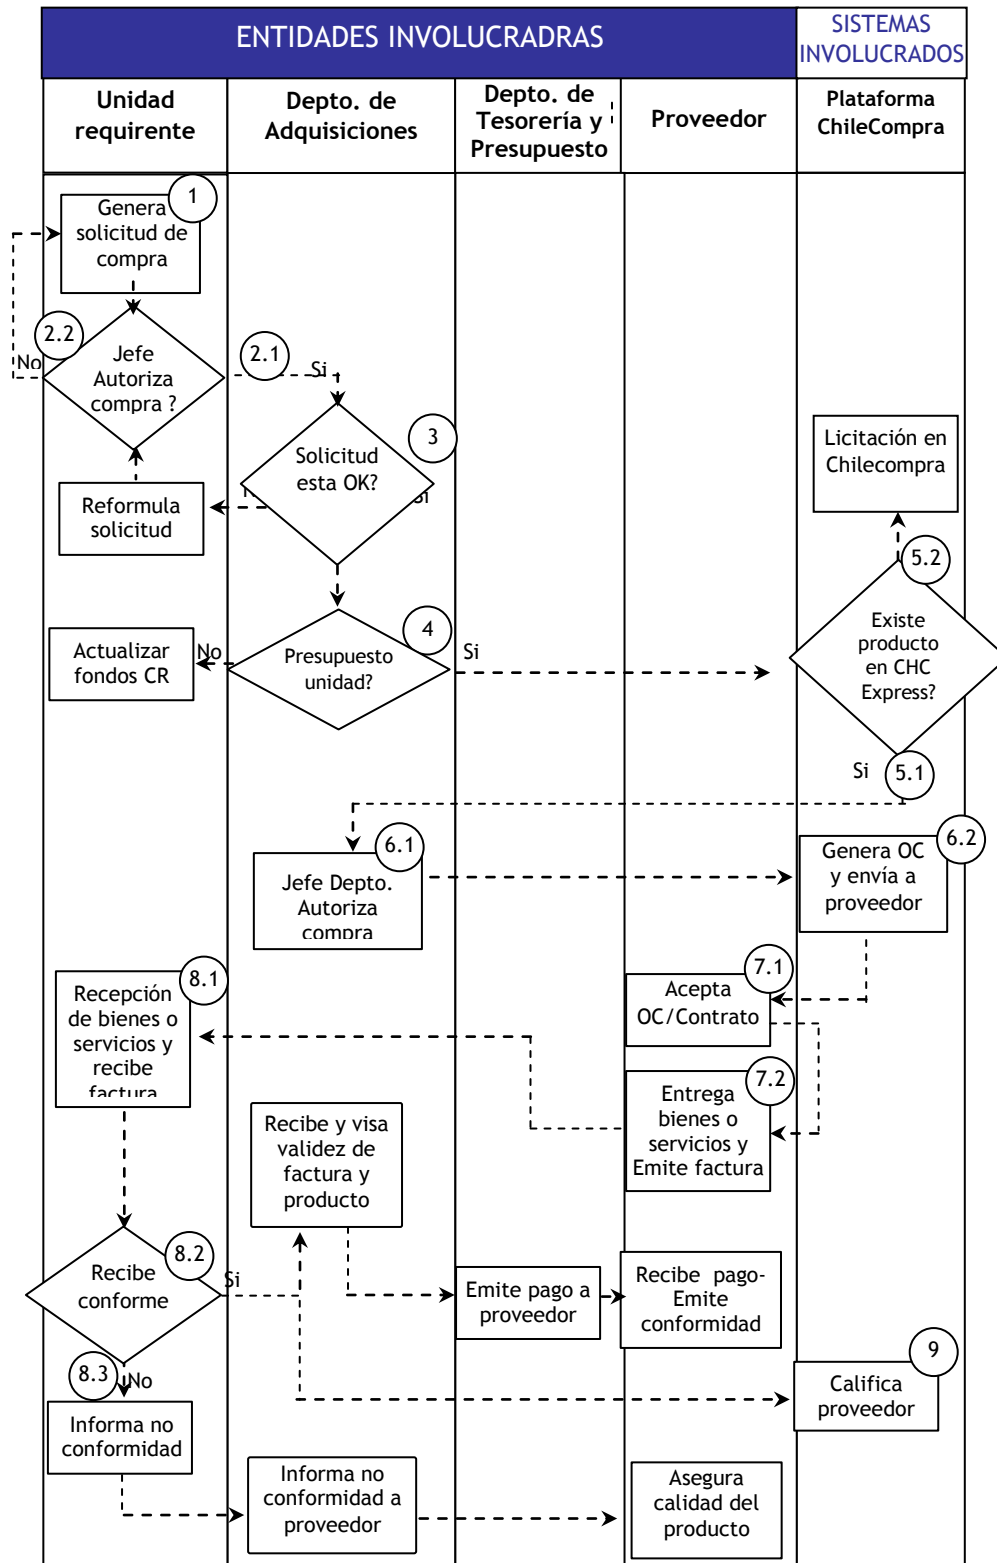 ENTIDADES INVOLUCRADRAS
SISTEMAS
INVOLUCRADOS
Unidad
requirente
Depto. de
Adquisiciones
Depto. de
Tesorería y
Presupuesto
Proveedor
Plataforma
ChileCompra
1
Genera
solicitud de
compra
2.2
No
Jefe
Autoriza
compra ?
2.1
Si
3
Solicitud
esta OK?
Si
Reformula
solicitud
Licitación en
Chilecompra
5.2
Existe
producto
en CHC
Express?
4
Presupuesto
unidad?
No
Si
Actualizar
fondos CR
Si
5.1
6.1
Jefe Depto.
Autoriza
compra
6.2
Genera OC
y envía a
proveedor
7.1
Acepta
OC/Contrato
8.1
Recepción
de bienes o
servicios y
recibe
factura
7.2
Entrega
bienes o
servicios y
Emite factura
Recibe y visa
validez de
factura y
producto
8.2
Recibe
conforme
Si
Emite pago a
proveedor
Recibe pago-
Emite
conformidad
8.3
No
9
Califica
proveedor
Informa no
conformidad
Informa no
conformidad a
proveedor
Asegura
calidad del
producto